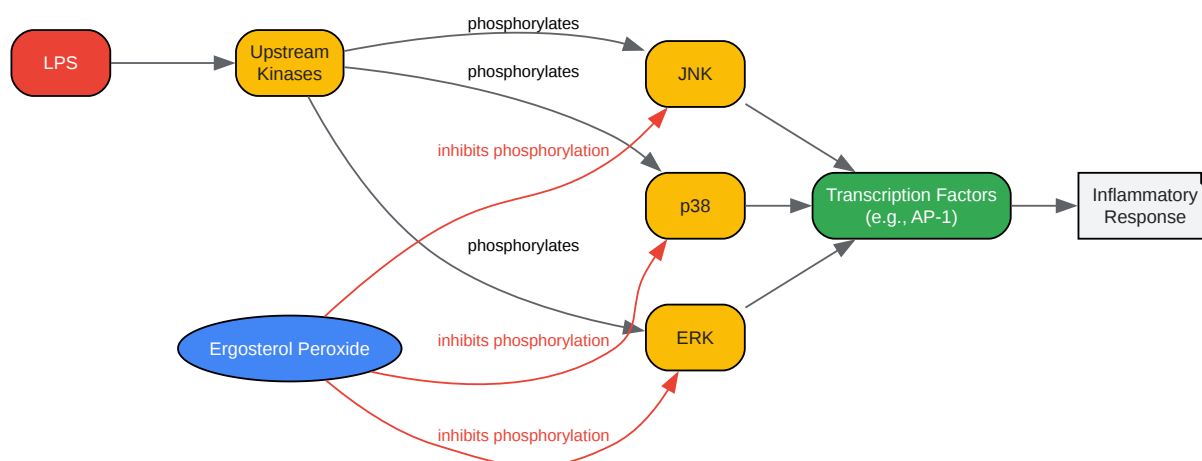 phosphorylates
LPS
Upstream
Kinases
JNK
phosphorylates
inhibits phosphorylation
p38
Transcription Factors
(e.g., AP-1)
Inflammatory
Response
phosphorylates
Ergosterol Peroxide
inhibits phosphorylation
ERK
inhibits phosphorylation